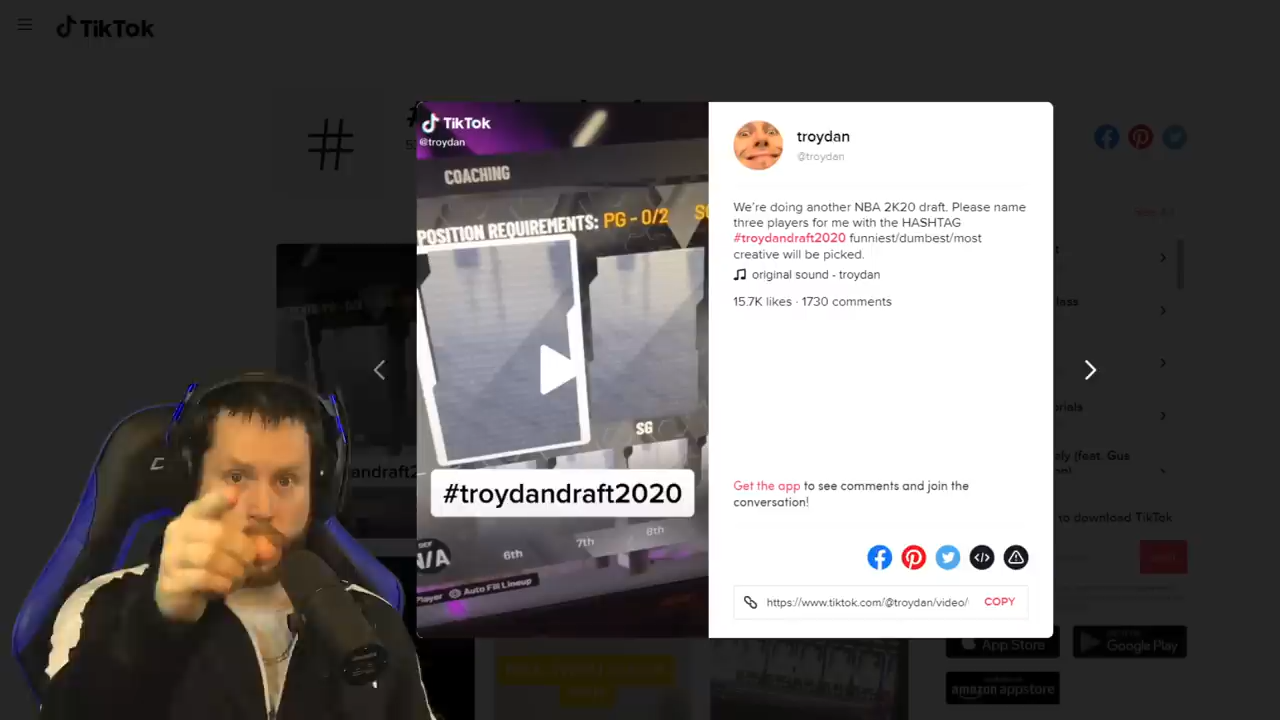 TikTok
#
TikTok
@troydan
COACHING
POSITION REQUIREMENTS: PG - 0/2
SG
6th
7th
8th
Auto Fill Lineup
#troydandraft2020
troydan
@troydan
We're doing another NBA 2K20 draft. Please name
three players for me with the HASHTAG
#troydandraft2020 funniest/dumbest/most
creative will be picked.
original sound - troydan
15.7K likes · 1730 comments
Get the app to see comments and join the
conversation!
https://www.tiktok.com/@troydan/video/
COPY
to download TikTok
App Store
Google Play
amazon appstore